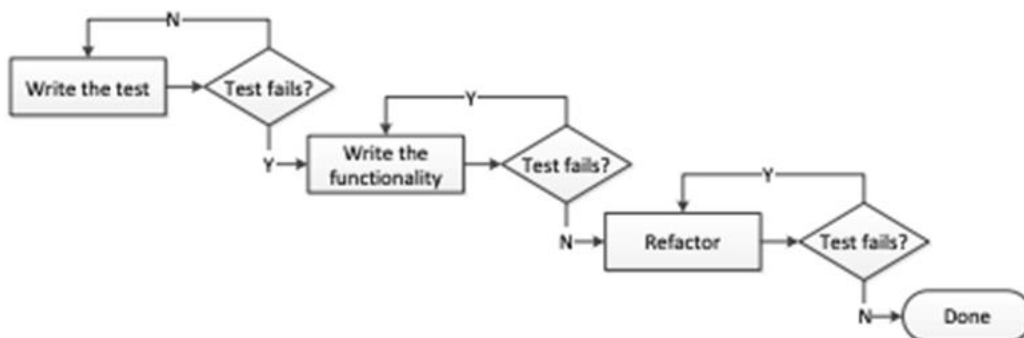 N
Write the test
Test fails?
Y
Y
Write the
functionality
Test fails?
Y
N
Refactor
Test fails?
N
Done